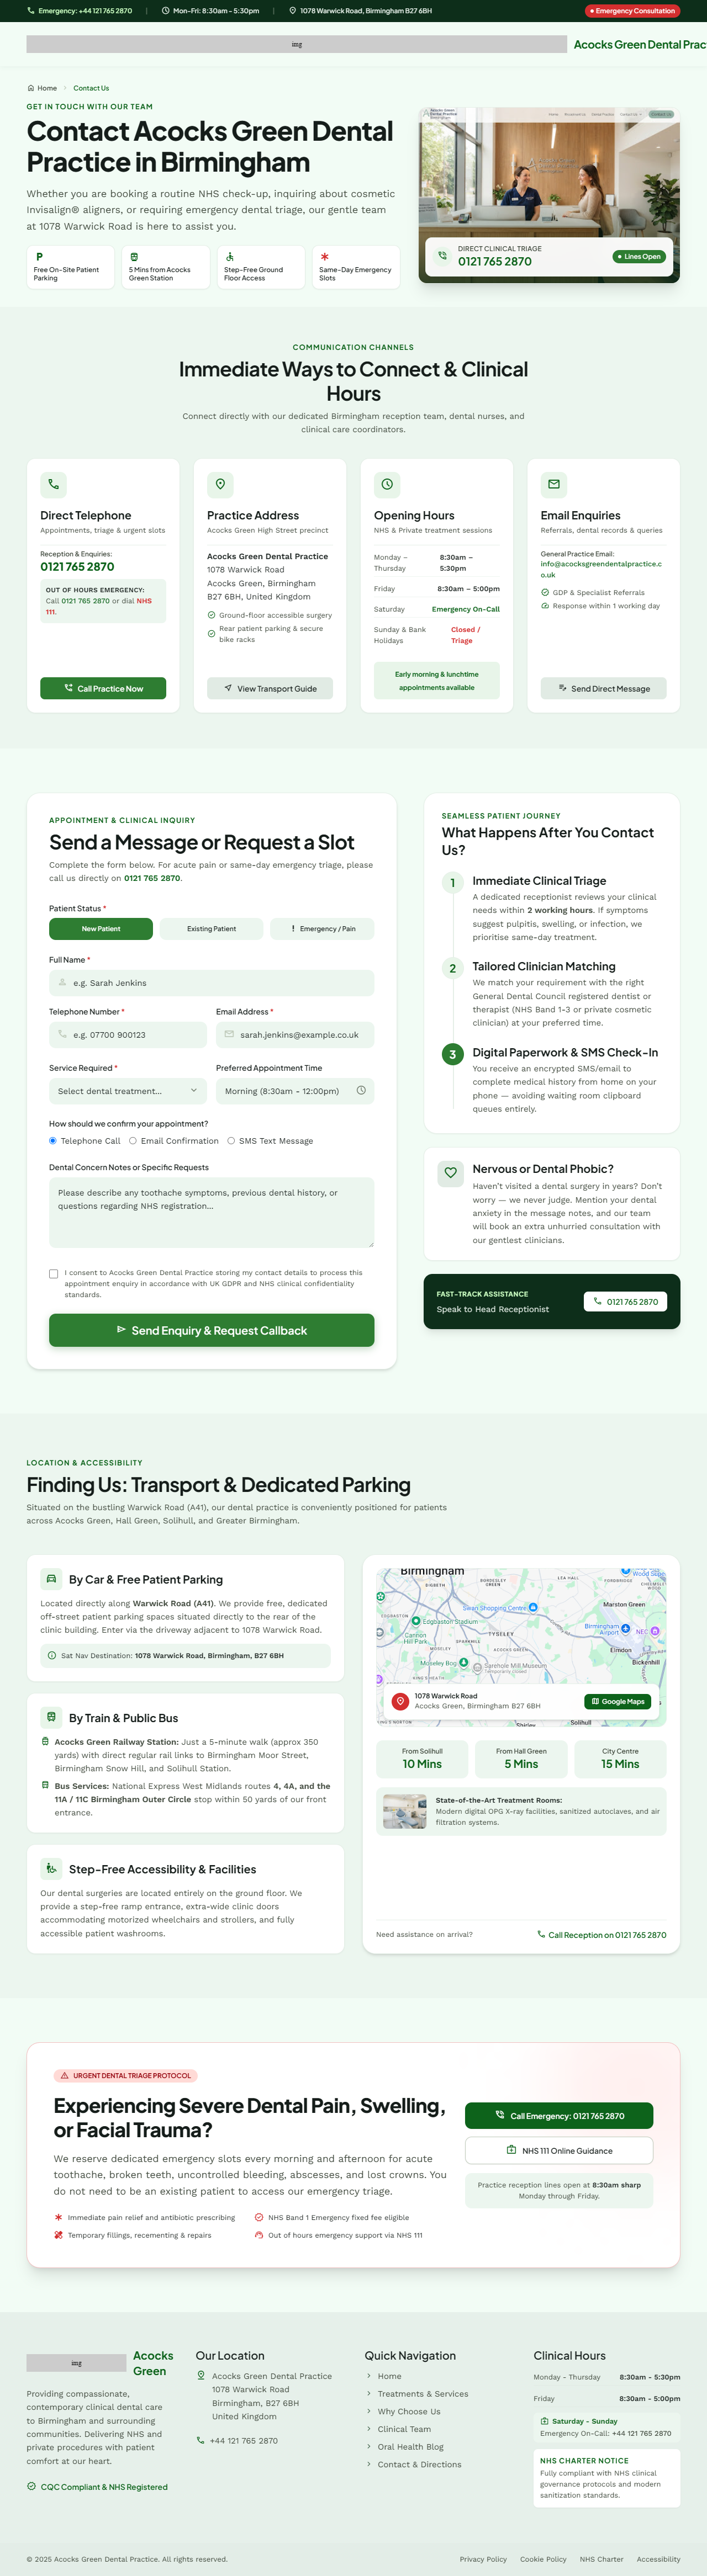 Emergency: +44 121 765 2870 | Mon-Fri: 8:30am - 5:30pm | 1078 Warwick Road, Birmingham B27 6BH
Emergency Consultation
img
Acocks Green Dental Prac
Home
Contact Us
GET IN TOUCH WITH OUR TEAM
Contact Acocks Green Dental
Practice in Birmingham
Whether you are booking a routine NHS check-up, inquiring about cosmetic
Invisalign® aligners, or requiring emergency dental triage, our gentle team
at 1078 Warwick Road is here to assist you.
Free On-Site Patient
Parking
5 Mins from Acocks
Green Station
Step-Free Ground
Floor Access
Same-Day Emergency
Slots
DIRECT CLINICAL TRIAGE
0121 765 2870
Lines Open
COMMUNICATION CHANNELS
Immediate Ways to Connect & Clinical
Hours
Connect directly with our dedicated Birmingham reception team, dental nurses, and
clinical care coordinators.
Direct Telephone
Appointments, triage & urgent slots
Reception & Enquiries:
0121 765 2870
OUT OF HOURS EMERGENCY:
Call 0121 765 2870 or dial NHS
111.
Call Practice Now
Practice Address
Acocks Green High Street precinct
Acocks Green Dental Practice
1078 Warwick Road
Acocks Green, Birmingham
B27 6BH, United Kingdom
Ground-floor accessible surgery
Rear patient parking & secure
bike racks
View Transport Guide
Opening Hours
NHS & Private treatment sessions
Monday –
Thursday
8:30am –
5:30pm
Friday
8:30am – 5:00pm
Saturday
Emergency On-Call
Sunday & Bank
Holidays
Closed /
Triage
Early morning & lunchtime
appointments available
Email Enquiries
Referrals, dental records & queries
General Practice Email:
info@acocksgreendentalpractice.c
o.uk
GDP & Specialist Referrals
Response within 1 working day
Send Direct Message
APPOINTMENT & CLINICAL INQUIRY
Send a Message or Request a Slot
Complete the form below. For acute pain or same-day emergency triage, please
call us directly on 0121 765 2870.
Patient Status *
New Patient
Existing Patient
Emergency / Pain
Full Name *
e.g. Sarah Jenkins
Telephone Number *
Email Address *
e.g. 07700 900123
sarah.jenkins@example.co.uk
Service Required *
Preferred Appointment Time
Select dental treatment...
Morning (8:30am - 12:00pm)
How should we confirm your appointment?
Telephone Call
Email Confirmation
SMS Text Message
Dental Concern Notes or Specific Requests
Please describe any toothache symptoms, previous dental history, or
questions regarding NHS registration...
I consent to Acocks Green Dental Practice storing my contact details to process this
appointment enquiry in accordance with UK GDPR and NHS clinical confidentiality
standards.
Send Enquiry & Request Callback
SEAMLESS PATIENT JOURNEY
What Happens After You Contact
Us?
1
Immediate Clinical Triage
A dedicated receptionist reviews your clinical
needs within 2 working hours. If symptoms
suggest pulpitis, swelling, or infection, we
prioritise same-day treatment.
2
Tailored Clinician Matching
We match your requirement with the right
General Dental Council registered dentist or
therapist (NHS Band 1-3 or private cosmetic
clinician) at your preferred time.
3
Digital Paperwork & SMS Check-In
You receive an encrypted SMS/email to
complete medical history from home on your
phone — avoiding waiting room clipboard
queues entirely.
Nervous or Dental Phobic?
Haven't visited a dental surgery in years? Don't
worry — we never judge. Mention your dental
anxiety in the message notes, and our team
will book an extra unhurried consultation with
our gentlest clinicians.
FAST-TRACK ASSISTANCE
Speak to Head Receptionist
0121 765 2870
LOCATION & ACCESSIBILITY
Finding Us: Transport & Dedicated Parking
Situated on the bustling Warwick Road (A41), our dental practice is conveniently positioned for patients
across Acocks Green, Hall Green, Solihull, and Greater Birmingham.
By Car & Free Patient Parking
Located directly along Warwick Road (A41). We provide free, dedicated
off-street patient parking spaces situated directly to the rear of the
clinic building. Enter via the driveway adjacent to 1078 Warwick Road.
Sat Nav Destination: 1078 Warwick Road, Birmingham, B27 6BH
By Train & Public Bus
Acocks Green Railway Station: Just a 5-minute walk (approx 350
yards) with direct regular rail links to Birmingham Moor Street,
Birmingham Snow Hill, and Solihull Station.
Bus Services: National Express West Midlands routes 4, 4A, and the
11A / 11C Birmingham Outer Circle stop within 50 yards of our front
entrance.
Step-Free Accessibility & Facilities
Our dental surgeries are located entirely on the ground floor. We
provide a step-free ramp entrance, extra-wide clinic doors
accommodating motorized wheelchairs and strollers, and fully
accessible patient washrooms.
Birmingham
Marston Green
Swan Shopping Centre
Edgbaston Stadium
TYSELEY
Cannon
Hill Park
Birmingham
Airport
NEC
Elmdon
Bickenhill
Moseley Bog
Sarehole Mill Museum
Temporarily closed
1078 Warwick Road
Acocks Green, Birmingham B27 6BH
Google Maps
Shirley
Solihull
From Solihull
10 Mins
From Hall Green
5 Mins
City Centre
15 Mins
State-of-the-Art Treatment Rooms:
Modern digital OPG X-ray facilities, sanitized autoclaves, and air
filtration systems.
Need assistance on arrival?
Call Reception on 0121 765 2870
URGENT DENTAL TRIAGE PROTOCOL
Experiencing Severe Dental Pain, Swelling,
or Facial Trauma?
We reserve dedicated emergency slots every morning and afternoon for acute
toothache, broken teeth, uncontrolled bleeding, abscesses, and lost crowns. You
do not need to be an existing patient to access our emergency triage.
Immediate pain relief and antibiotic prescribing
NHS Band 1 Emergency fixed fee eligible
Temporary fillings, recementing & repairs
Out of hours emergency support via NHS 111
Call Emergency: 0121 765 2870
NHS 111 Online Guidance
Practice reception lines open at 8:30am sharp
Monday through Friday.
img
Acocks
Green
Providing compassionate,
contemporary clinical dental care
to Birmingham and surrounding
communities. Delivering NHS and
private procedures with patient
comfort at our heart.
CQC Compliant & NHS Registered
Our Location
Acocks Green Dental Practice
1078 Warwick Road
Birmingham, B27 6BH
United Kingdom
+44 121 765 2870
Quick Navigation
Home
Treatments & Services
Why Choose Us
Clinical Team
Oral Health Blog
Contact & Directions
Clinical Hours
Monday - Thursday
8:30am - 5:30pm
Friday
8:30am - 5:00pm
Saturday - Sunday
Emergency On-Call: +44 121 765 2870
NHS CHARTER NOTICE
Fully compliant with NHS clinical
governance protocols and modern
sanitization standards.
© 2025 Acocks Green Dental Practice. All rights reserved.
Privacy Policy
Cookie Policy
NHS Charter
Accessibility